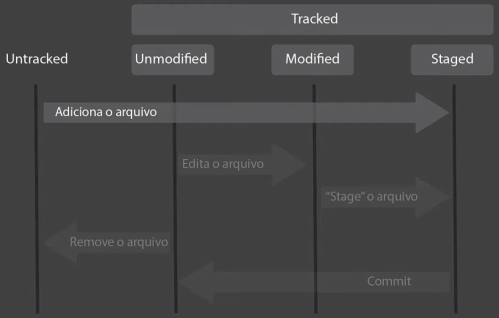 Tracked
Untracked
Unmodified
Modified
Staged
Adiciona o arquivo
Edita o arquivo
"Stage" o arquivo
Remove o arquivo
Commit